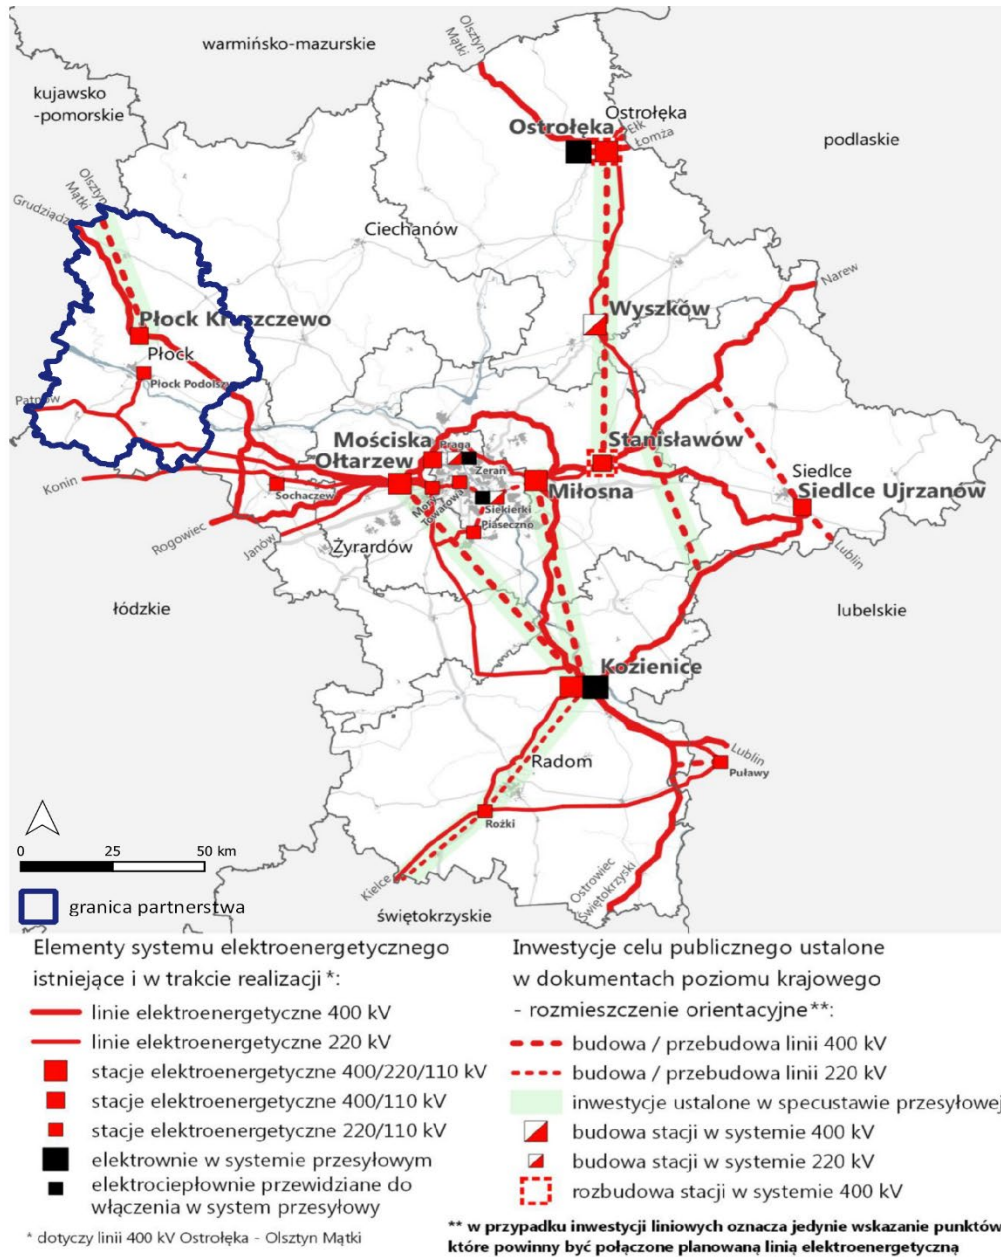 warmińsko-mazurskie
kujawsko
-pomorskie
podlaskie
Olsztyn
Mątki
Ostrołęka
Ostrołęka
Ełk
Łomża
Olsztyn
Mątki
Grudziądz
Ciechanów
Narew
Wyszków
Płock Kruszczewo
Płock
Płock Podolszyce
Patnów
Mościska
Ołtarzew
Praga
Żerań
Stanisławów
Miłosna
Siedlce
Siedlce Ujrzanów
Konin
Sochaczew
Mory
Towarowa
Siekierki
Piaseczno
Rogowiec
Janów
Żyrardów
Lublin
łódzkie
lubelskie
Kozienice
Radom
Lublin
Puławy
Rożki
Kielce
Ostrowiec
Świętokrzyski
świętokrzyskie
0 25 50 km
granica partnerstwa
Elementy systemu elektroenergetycznego
istniejące i w trakcie realizacji *:
linie elektroenergetyczne 400 kV
linie elektroenergetyczne 220 kV
stacje elektroenergetyczne 400/220/110 kV
stacje elektroenergetyczne 400/110 kV
stacje elektroenergetyczne 220/110 kV
elektrownie w systemie przesyłowym
elektrociepłownie przewidziane do
włączenia w system przesyłowy
* dotyczy linii 400 kV Ostrołęka - Olsztyn Mątki
Inwestycje celu publicznego ustalone
w dokumentach poziomu krajowego
- rozmieszczenie orientacyjne**:
budowa / przebudowa linii 400 kV
budowa / przebudowa linii 220 kV
inwestycje ustalone w specustawie przesyłowej
budowa stacji w systemie 400 kV
budowa stacji w systemie 220 kV
rozbudowa stacji w systemie 400 kV
** w przypadku inwestycji liniowych oznacza jedynie wskazanie punktów
które powinny być połączone planowaną linią elektroenergetyczną